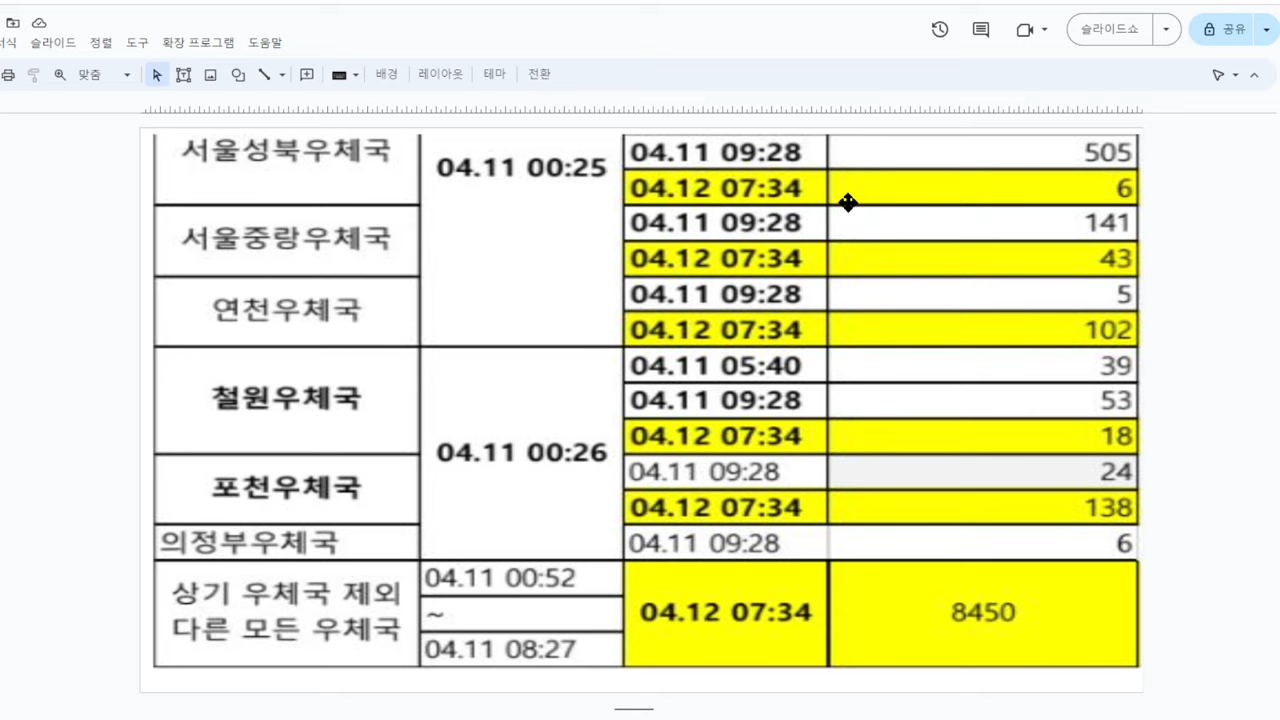 서식 슬라이드 정렬 도구 확장 프로그램 도움말 슬라이드쇼 공유
맞춤 배경 레이아웃 테마 전환
서울성북우체국 04.11 00:25 04.11 09:28 505
04.12 07:34 6
서울중랑우체국 04.11 09:28 141
04.12 07:34 43
연천우체국 04.11 09:28 5
04.12 07:34 102
철원우체국 04.11 00:26 04.11 05:40 39
04.11 09:28 53
04.12 07:34 18
포천우체국 04.11 09:28 24
04.12 07:34 138
의정부우체국 04.11 09:28 6
상기 우체국 제외 04.11 00:52 04.12 07:34 8450
다른 모든 우체국 ~
04.11 08:27